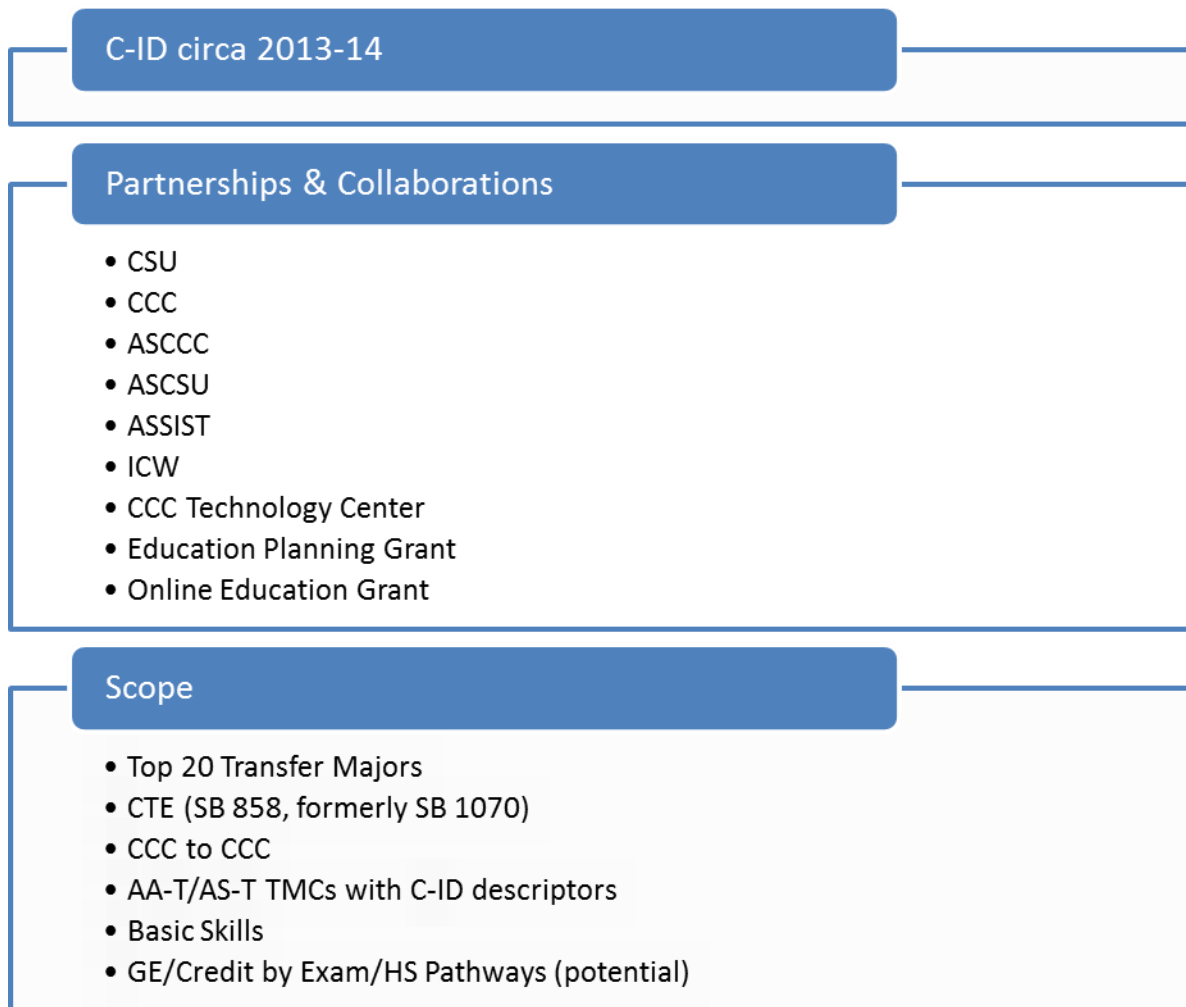 C-ID circa 2013-14
Partnerships & Collaborations
• CSU
• CCC
• ASCCC
• ASCSU
• ASSIST
• ICW
• CCC Technology Center
• Education Planning Grant
• Online Education Grant
Scope
• Top 20 Transfer Majors
• CTE (SB 858, formerly SB 1070)
• CCC to CCC
• AA-T/AS-T TMCs with C-ID descriptors
• Basic Skills
• GE/Credit by Exam/HS Pathways (potential)